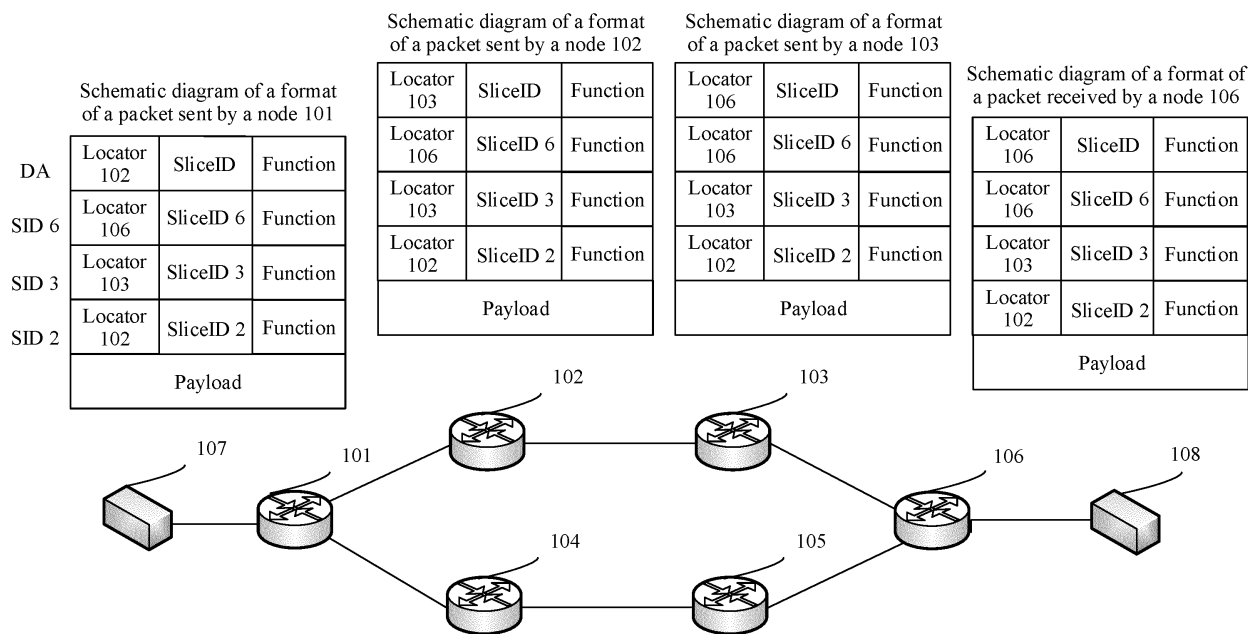 Schematic diagram of a format
of a packet sent by a node 101
DA
Locator 102 SliceID Function
SID 6
Locator 106 SliceID 6 Function
SID 3
Locator 103 SliceID 3 Function
SID 2
Locator 102 SliceID 2 Function
Payload
Schematic diagram of a format
of a packet sent by a node 102
Locator 103 SliceID Function
Locator 106 SliceID 6 Function
Locator 103 SliceID 3 Function
Locator 102 SliceID 2 Function
Payload
Schematic diagram of a format
of a packet sent by a node 103
Locator 106 SliceID Function
Locator 106 SliceID 6 Function
Locator 103 SliceID 3 Function
Locator 102 SliceID 2 Function
Payload
Schematic diagram of a format of
a packet received by a node 106
Locator 106 SliceID Function
Locator 106 SliceID 6 Function
Locator 103 SliceID 3 Function
Locator 102 SliceID 2 Function
Payload
102
103
107
101
106
108
104
105